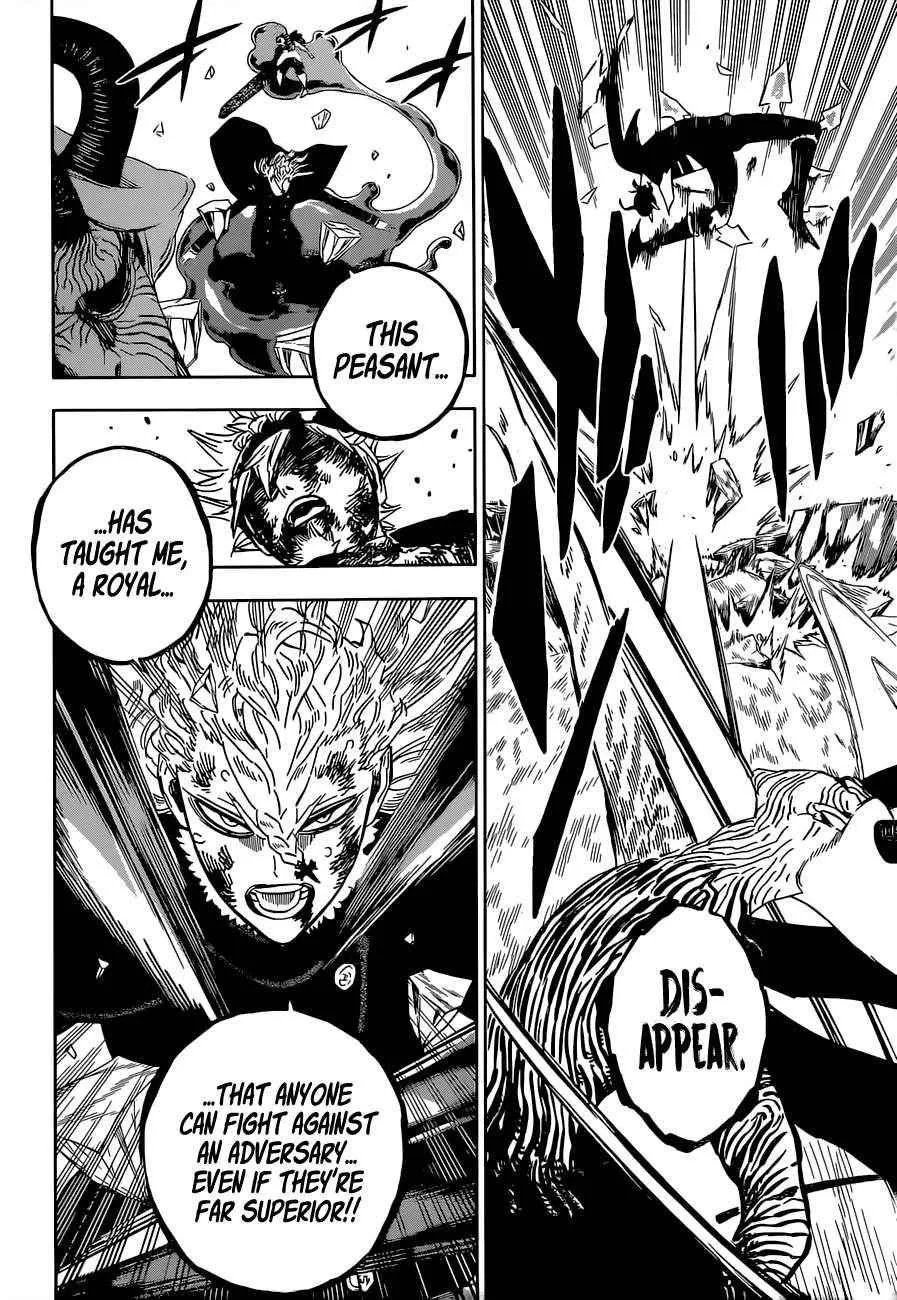 DIS-
APPEAR.
THIS
PEASANT...
...HAS
TAUGHT ME,
A ROYAL...
...THAT ANYONE
CAN FIGHT AGAINST
AN ADVERSARY...
EVEN IF THEY'RE
FAR SUPERIOR!!